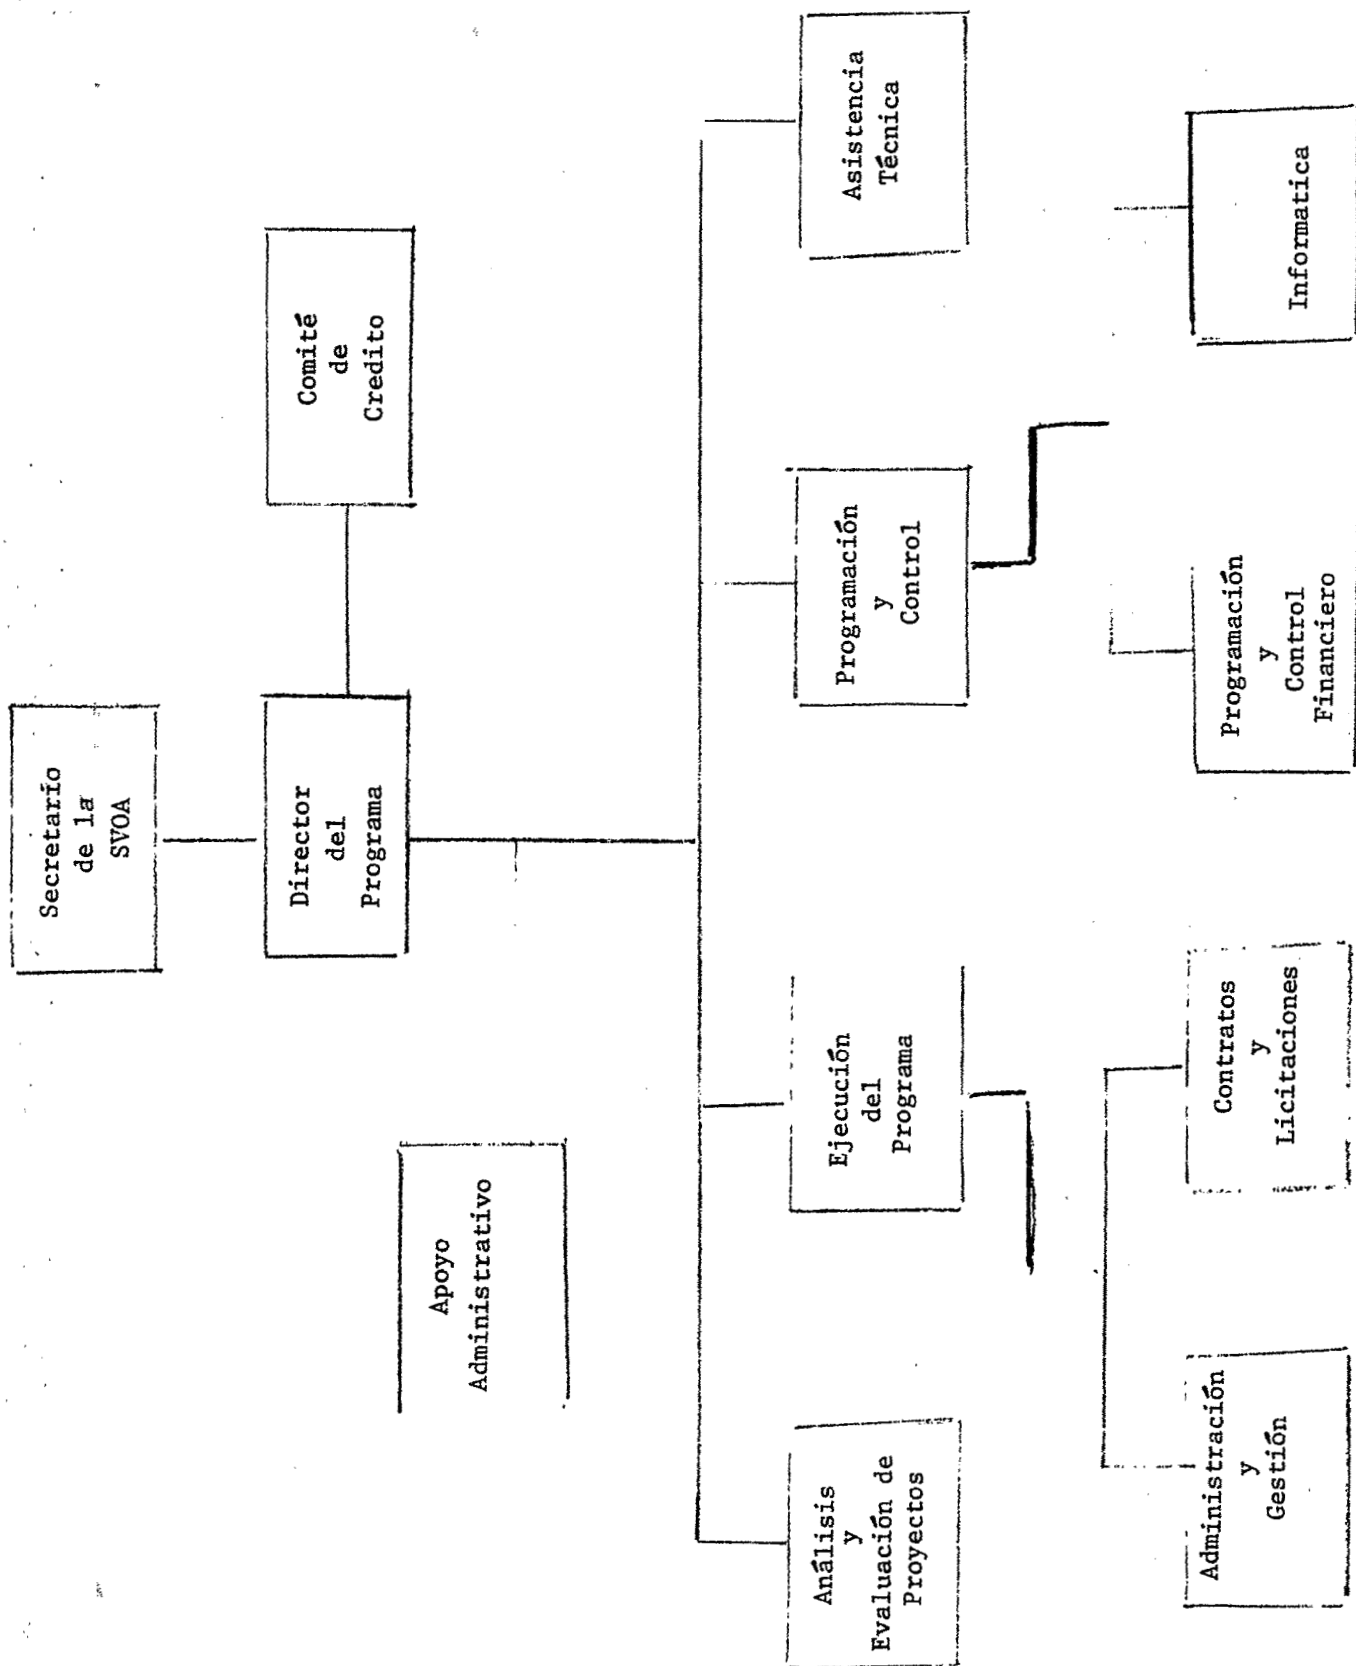 Secretario
de la
SVOA
Director
del
Programa
Comité
de
Credito
Apoyo
Administrativo
Análisis
y
Evaluación de
Proyectos
Ejecución
del
Programa
Programación
y
Control
Asistencia
Técnica
Administración
y
Gestión
Contratos
y
Licitaciones
Programación
y
Control
Financiero
Informatica